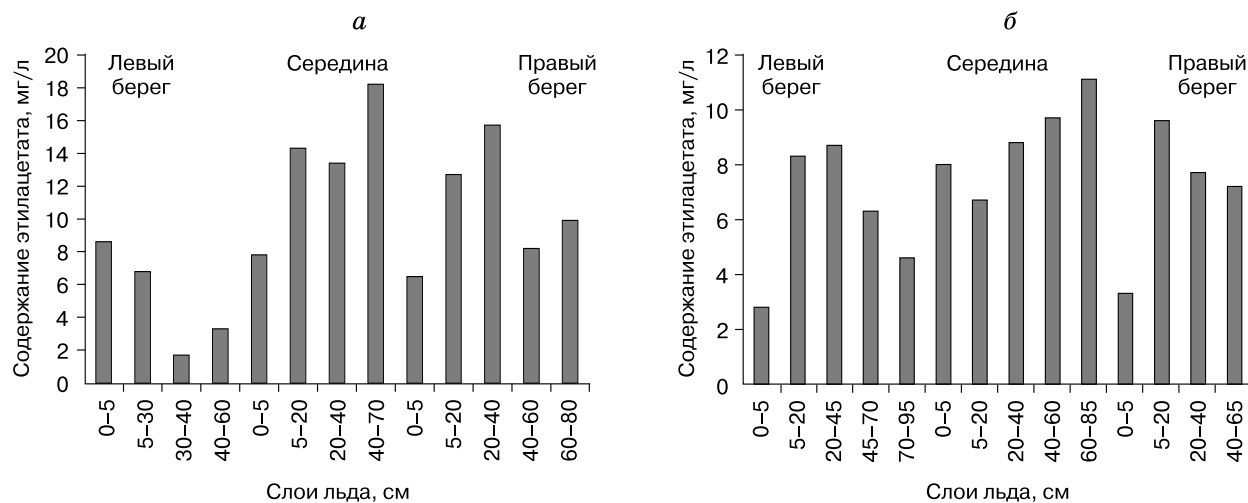 а
Содержание этилацетата, мг/л
20
18
16
14
12
10
8
6
4
2
0
Левый
берег
Середина
Правый
берег
0–5
5–30
30–40
40–60
0–5
5–20
20–40
40–70
0–5
5–20
20–40
40–60
60–80
Слои льда, см
б
Содержание этилацетата, мг/л
12
10
8
6
4
2
0
Левый
берег
Середина
Правый
берег
0–5
5–20
20–45
45–70
70–95
0–5
5–20
20–40
40–60
60–85
0–5
5–20
20–40
40–65
Слои льда, см